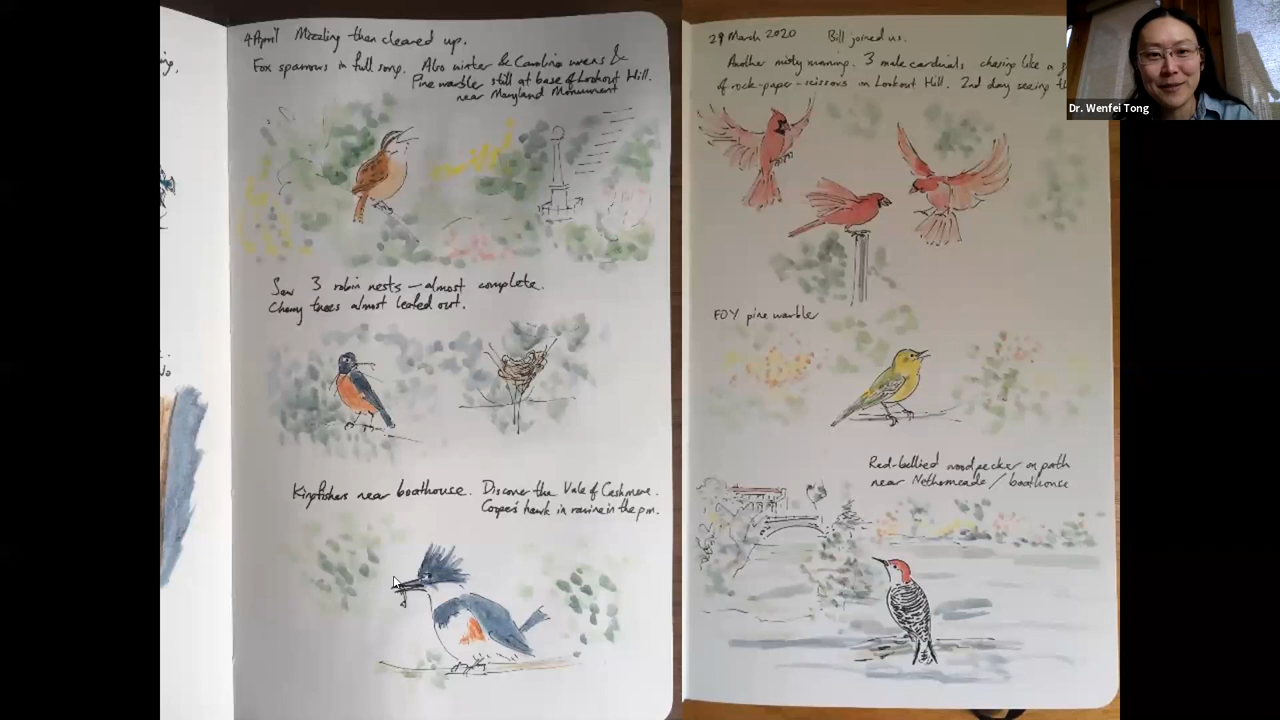 4 April Mizzling then cleared up.
Fox sparrows in full song. Also winter & Carolina wrens &
Pine warbler still at base of Lookout Hill.
near Maryland Monument
Saw 3 robin nests – almost complete.
Cherry trees almost leafed out.
Kingfishers near boathouse. Discover the Vale of Cashmere.
Cooper's hawk in ravine in the pm.
29 March 2020 Bill joined us.
Another misty morning. 3 male cardinals chasing like a
of rock-paper-scissors on Lookout Hill. 2nd day seeing
FOY pine warbler
Red-bellied woodpecker on path
near Nethermeade / boathouse
Dr. Wenfei Tong